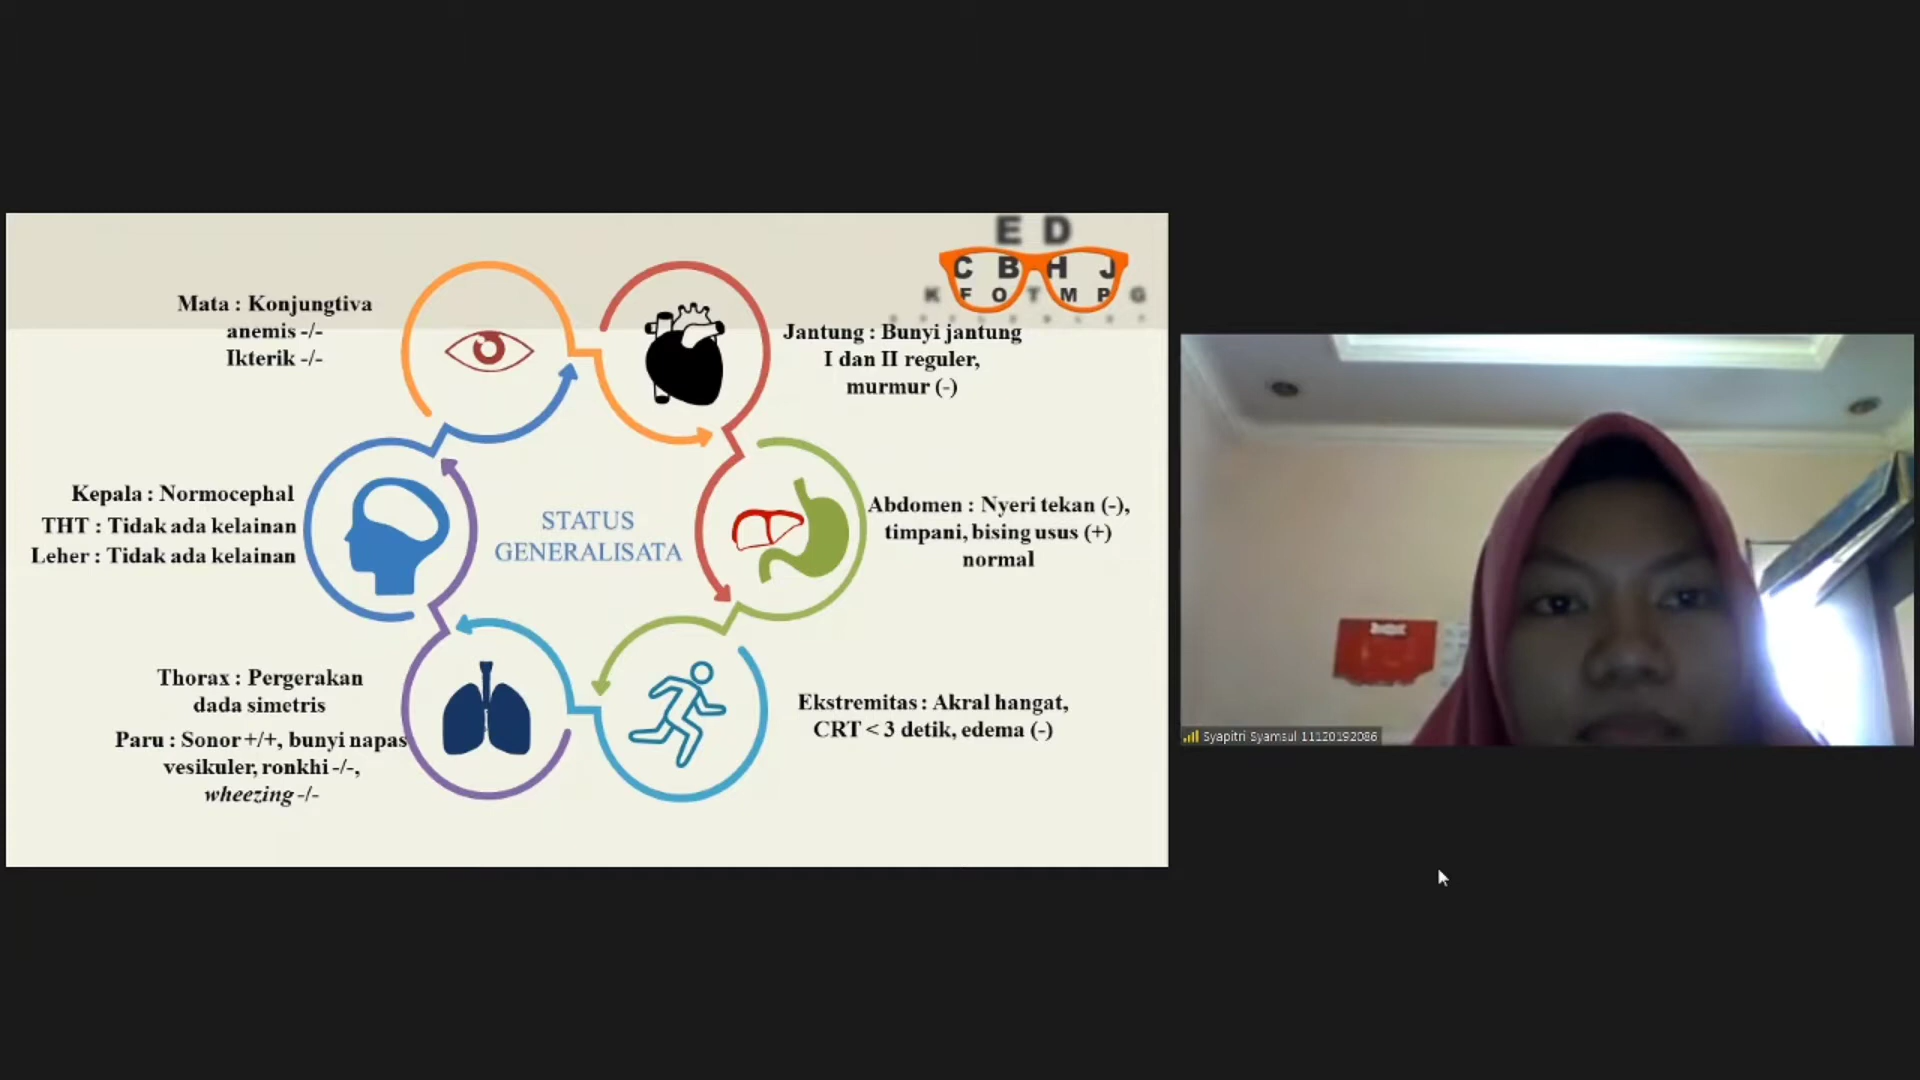 E D
C B H J
K F O T M P G
Mata : Konjungtiva
anemis -/-
Ikterik -/-
Jantung : Bunyi jantung
I dan II reguler,
murmur (-)
Kepala : Normocephal
THT : Tidak ada kelainan
Leher : Tidak ada kelainan
STATUS
GENERALISATA
Abdomen : Nyeri tekan (-),
timpani, bising usus (+)
normal
Thorax : Pergerakan
dada simetris
Paru : Sonor +/+, bunyi napas
vesikuler, ronkhi -/-,
wheezing -/-
Ekstremitas : Akral hangat,
CRT < 3 detik, edema (-)
Syapitri Syamsul 11120192086